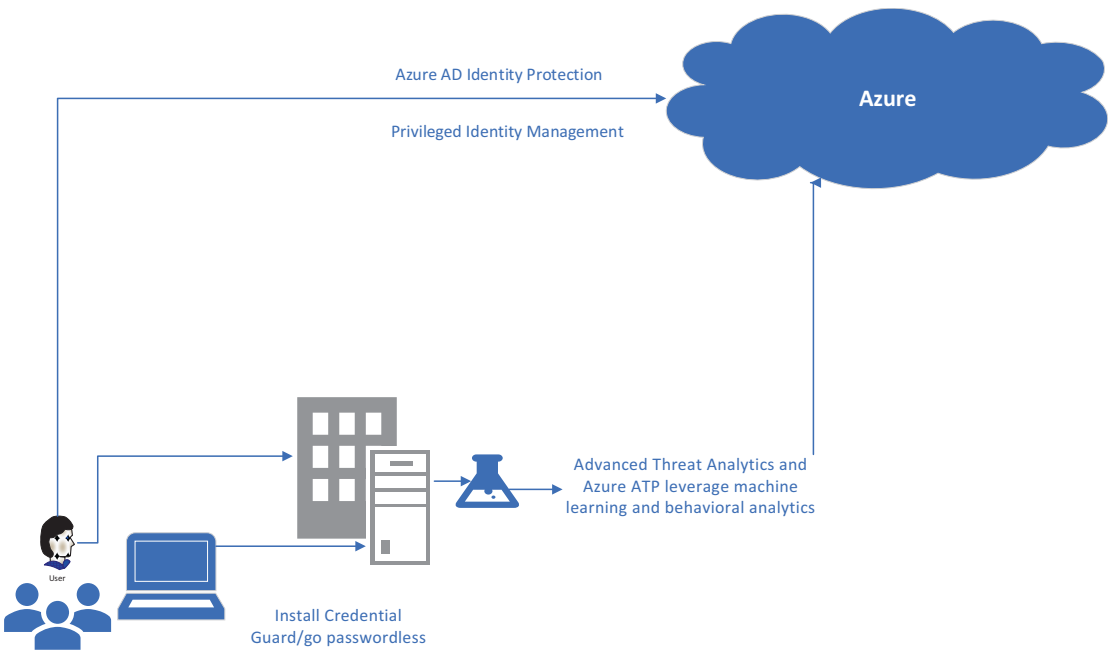 Azure AD Identity Protection
Azure
Privileged Identity Management
Advanced Threat Analytics and
Azure ATP leverage machine
learning and behavioral analytics
User
Install Credential
Guard/go passwordless